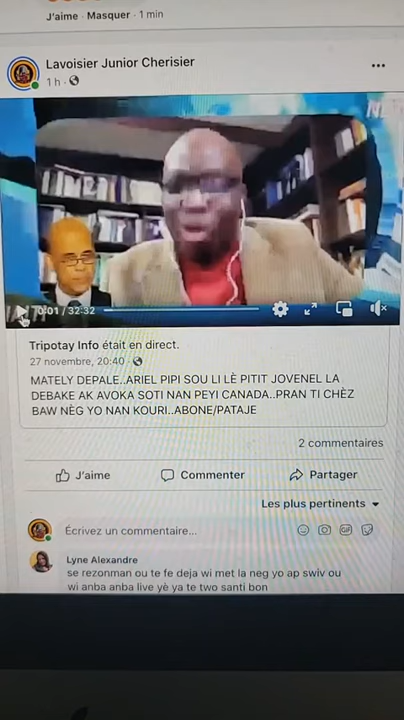 J'aime · Masquer · 1 min
Lavoisier Junior Cherisier
1 h ·
0:01 / 32:32
Tripotay Info était en direct.
27 novembre, 20:40 ·
MATELY DEPALE..ARIEL PIPI SOU LI LÈ PITIT JOVENEL LA
DEBAKE AK AVOKA SOTI NAN PEYI CANADA..PRAN TI CHÈZ
BAW NÈG YO NAN KOURI..ABONE/PATAJE
2 commentaires
J'aime
Commenter
Partager
Les plus pertinents
Écrivez un commentaire...
GIF
Lyne Alexandre
se rezonman ou te fe deja wi met la neg yo ap swiv ou
wi anba anba live yè ya te two santi bon